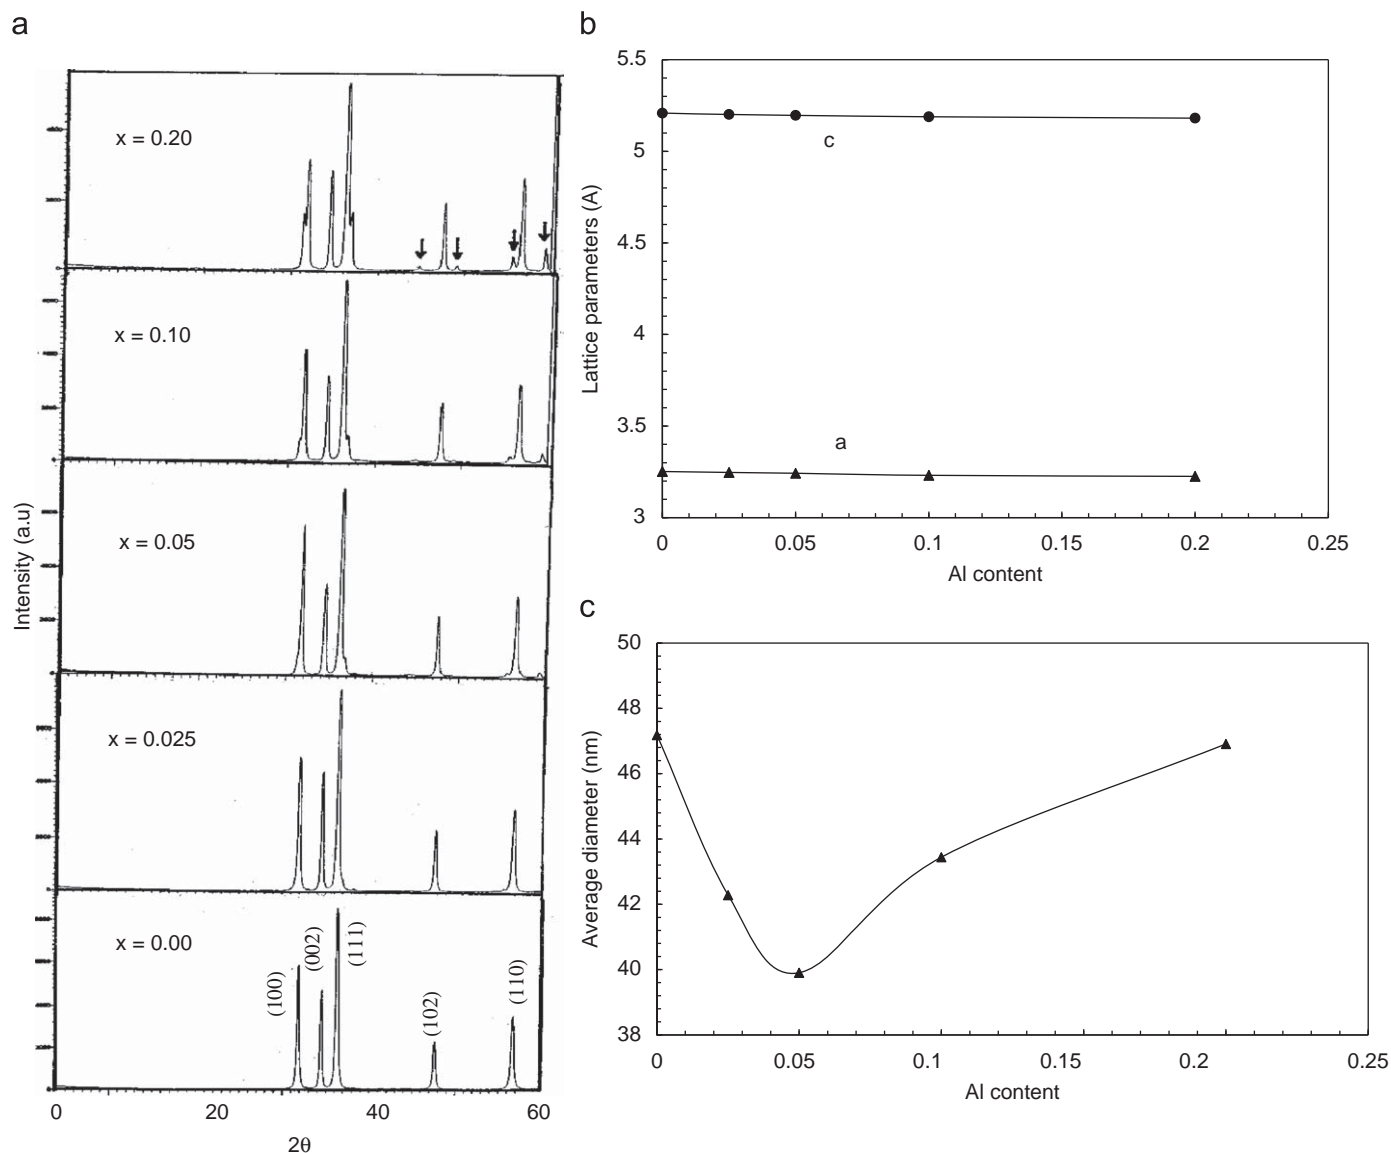 a
x = 0.20
x = 0.10
x = 0.05
x = 0.025
x = 0.00
(100)
(002)
(111)
(102)
(110)
Intensity (a.u)
0 20 40 60
2θ
b
5.5
5
4.5
4
3.5
3
c
a
Lattice parameters (A)
0 0.05 0.1 0.15 0.2 0.25
Al content
c
50
48
46
44
42
40
38
Average diameter (nm)
0 0.05 0.1 0.15 0.2 0.25
Al content